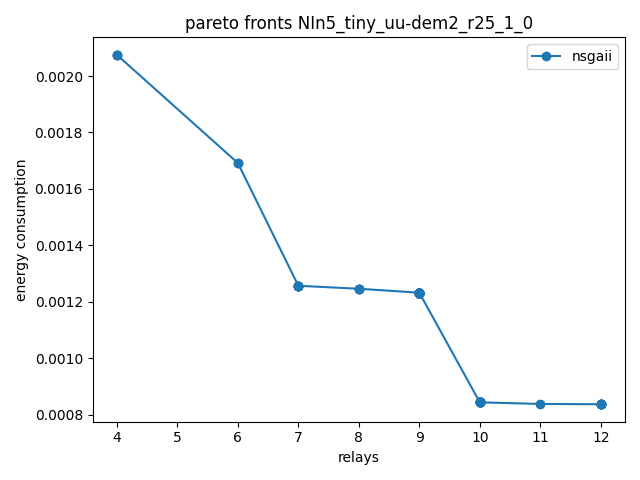 pareto fronts NIn5_tiny_uu-dem2_r25_1_0
nsgaii
0.0020
0.0018
0.0016
0.0014
0.0012
0.0010
0.0008
energy consumption
4 5 6 7 8 9 10 11 12
relays